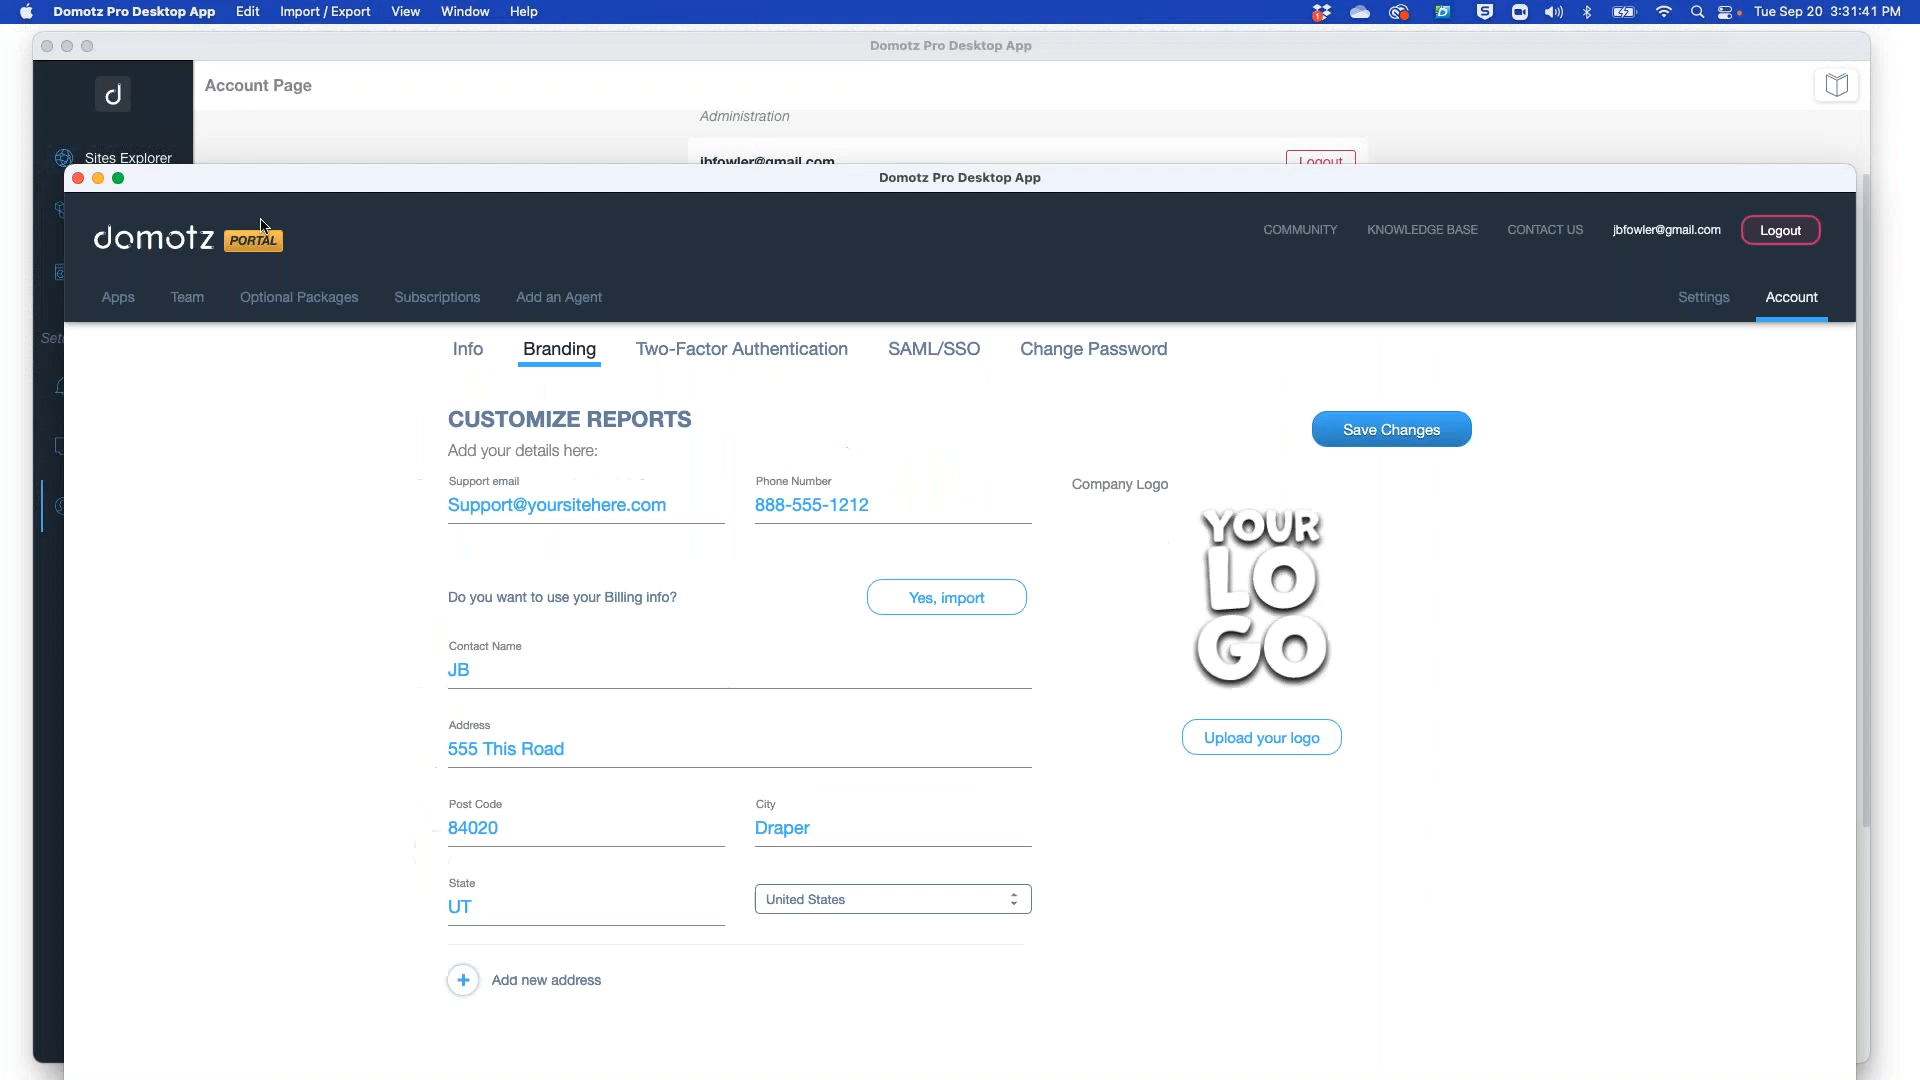 Domotz Pro Desktop App Edit Import / Export View Window Help Tue Sep 20 3:31:41 PM
Domotz Pro Desktop App
Account Page
Administration
Sites Explorer
jbfowler@gmail.com Logout
Domotz Pro Desktop App
domotz PORTAL
COMMUNITY KNOWLEDGE BASE CONTACT US jbfowler@gmail.com Logout
Apps Team Optional Packages Subscriptions Add an Agent Settings Account
Info Branding Two-Factor Authentication SAML/SSO Change Password
CUSTOMIZE REPORTS
Save Changes
Add your details here:
Support email Phone Number
Company Logo
Support@yoursitehere.com 888-555-1212
YOUR
LO
GO
Do you want to use your Billing info? Yes, import
Contact Name
JB
Address
555 This Road
Upload your logo
Post Code City
84020 Draper
State
UT
United States
Add new address